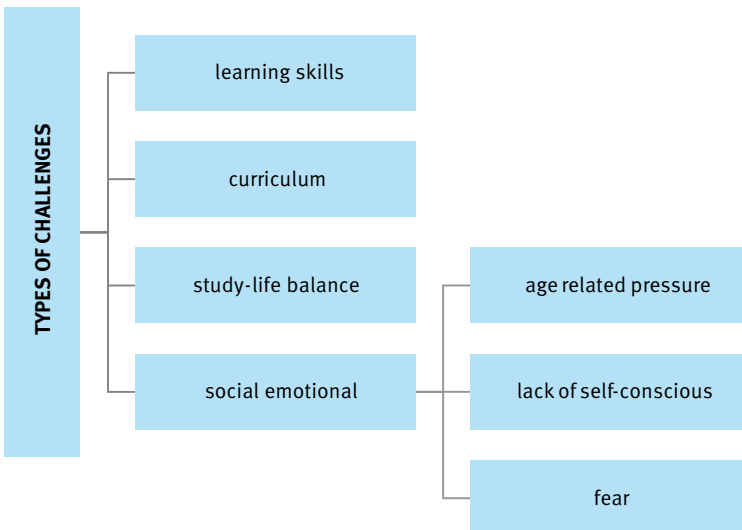 TYPES OF CHALLENGES
learning skills
curriculum
study-life balance
social emotional
age related pressure
lack of self-conscious
fear